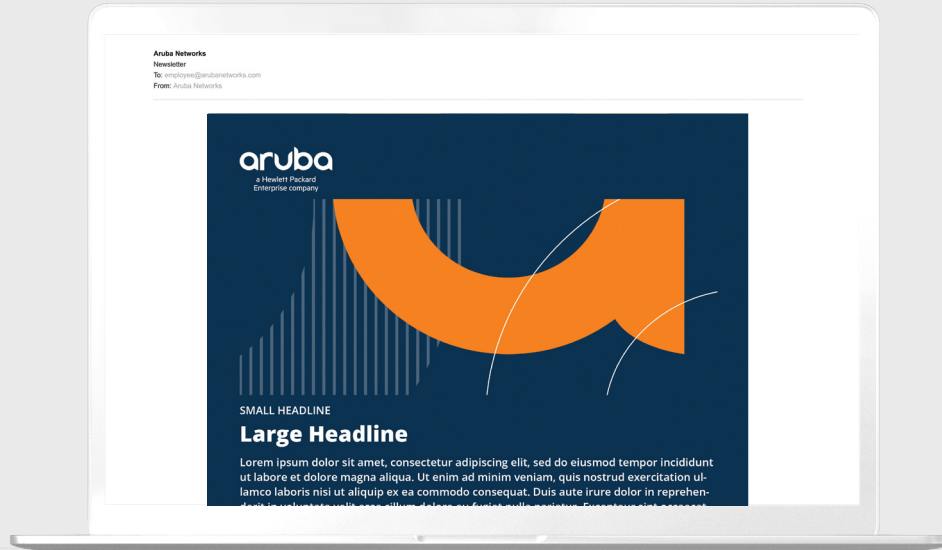 Aruba Networks
Newsletter
To: employee@arubanetworks.com
From: Aruba Networks
aruba
a Hewlett Packard
Enterprise company
SMALL HEADLINE
Large Headline
Lorem ipsum dolor sit amet, consectetur adipiscing elit, sed do eiusmod tempor incididunt
ut labore et dolore magna aliqua. Ut enim ad minim veniam, quis nostrud exercitation ul-
lamco laboris nisi ut aliquip ex ea commodo consequat. Duis aute irure dolor in reprehen-